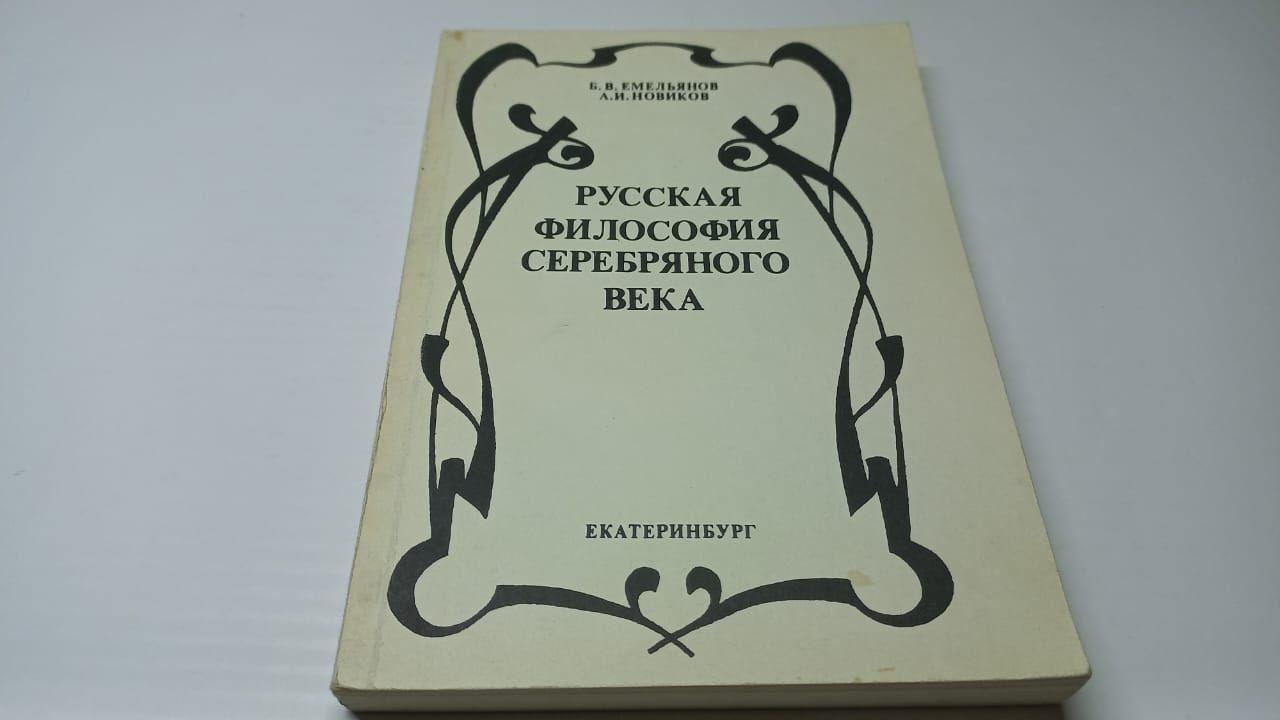 Б. В. ЕМЕЛЬЯНОВ
А.И. НОВИКОВ
РУССКАЯ
ФИЛОСОФИЯ
СЕРЕБРЯНОГО
ВЕКА
ЕКАТЕРИНБУРГ